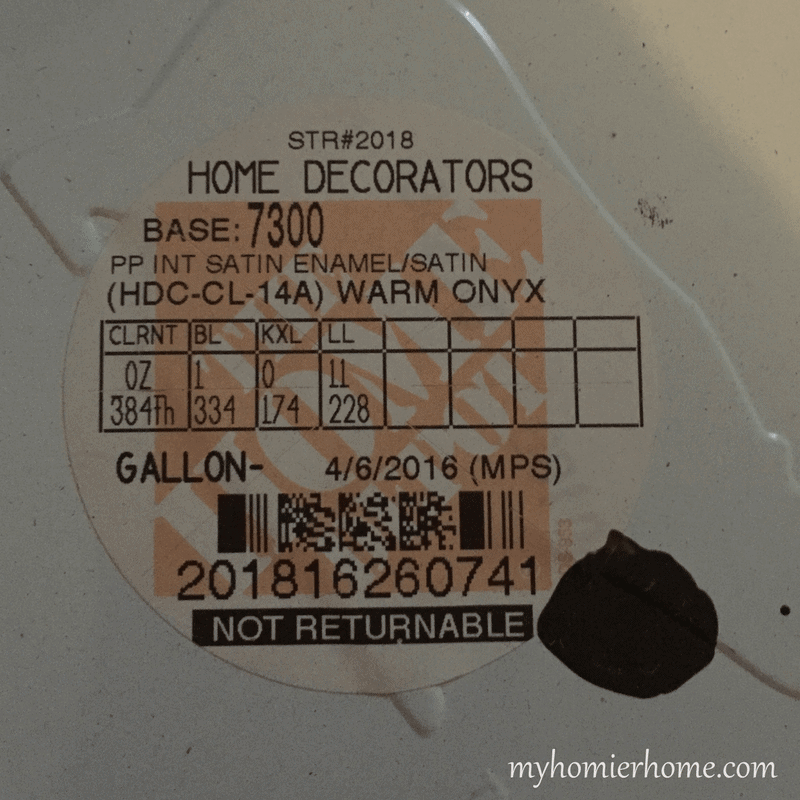 STR#2018
HOME DECORATORS
BASE: 7300
PP INT SATIN ENAMEL/SATIN
(HDC-CL-14A) WARM ONYX
CLRNT BL KXL LL
OZ 1 0 11
384th 334 174 228
GALLON- 4/6/2016 (MPS)
201816260741
NOT RETURNABLE
myhomierhome.com